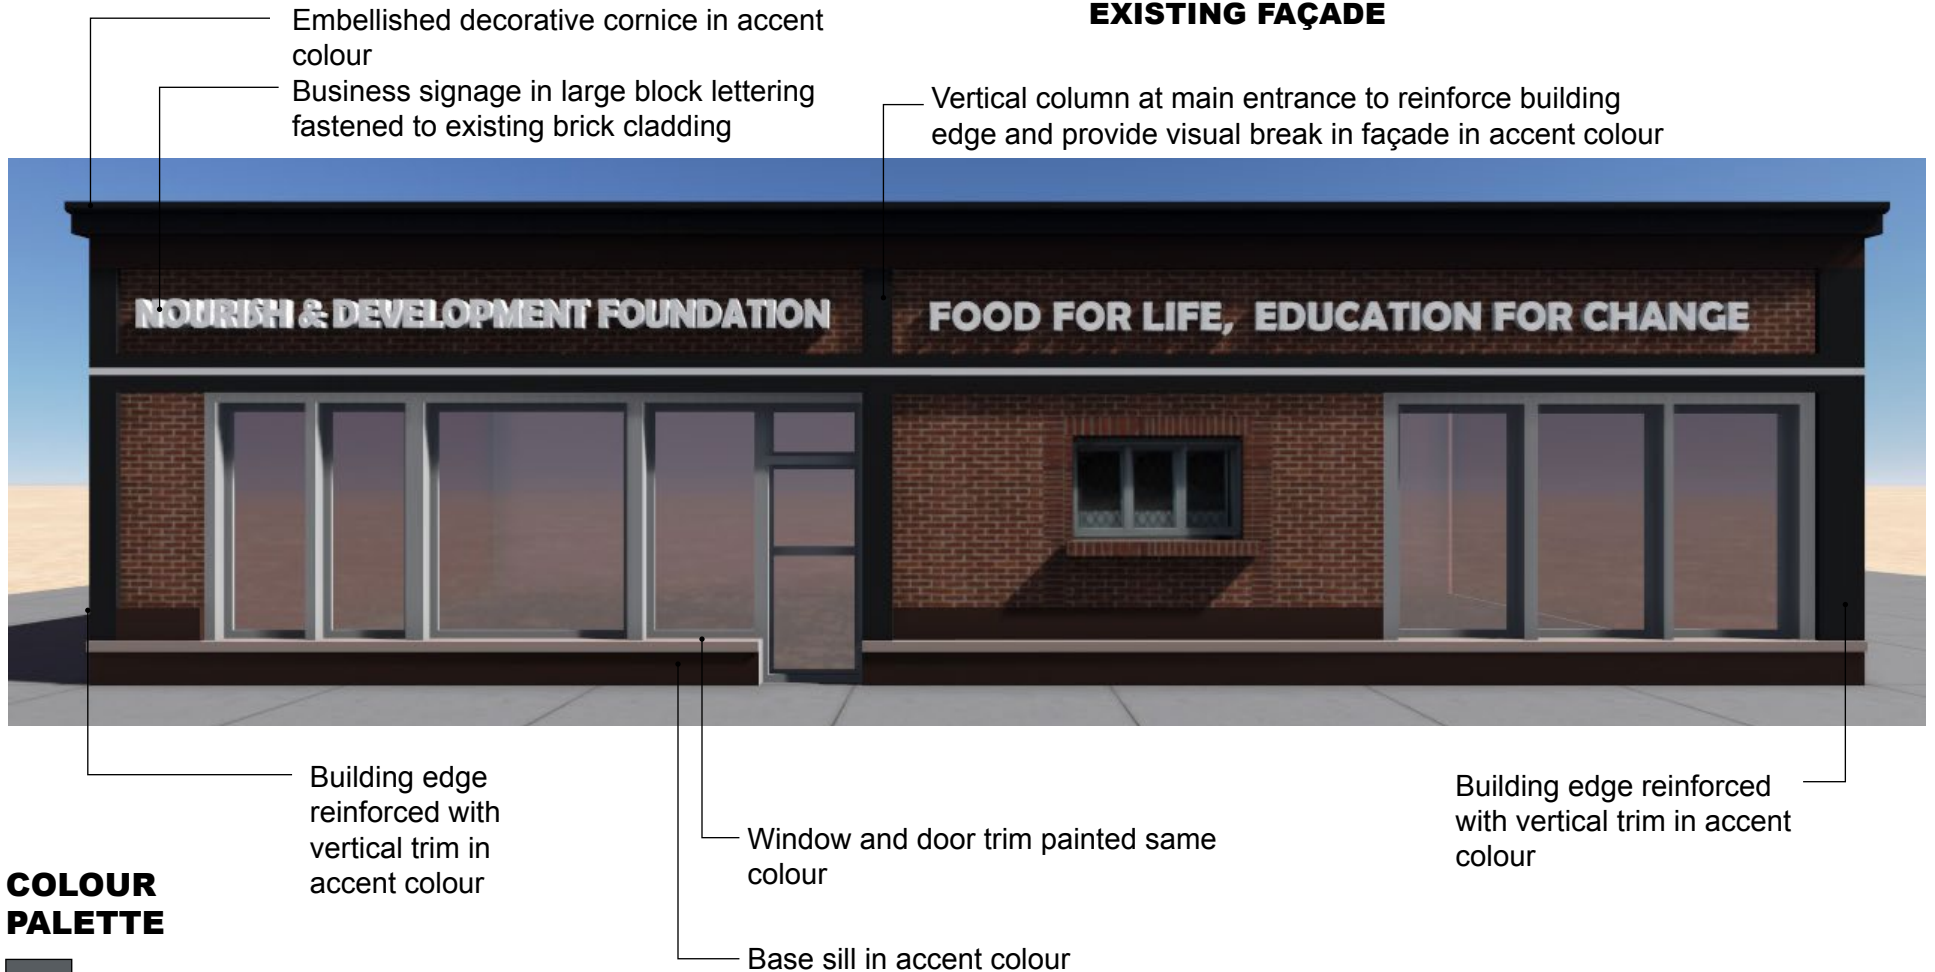 EXISTING FAÇADE
Embellished decorative cornice in accent
colour
Business signage in large block lettering
fastened to existing brick cladding
Vertical column at main entrance to reinforce building
edge and provide visual break in façade in accent colour
NOURISH & DEVELOPMENT FOUNDATION
FOOD FOR LIFE, EDUCATION FOR CHANGE
Building edge
reinforced with
vertical trim in
accent colour
Window and door trim painted same
colour
Building edge reinforced
with vertical trim in accent
colour
COLOUR
PALETTE
Base sill in accent colour